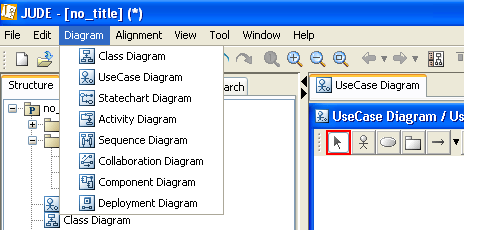 JUDE - [no_title] (*)
File Edit Diagram Alignment View Tool Window Help
Class Diagram
UseCase Diagram
Statechart Diagram
Activity Diagram
Sequence Diagram
Collaboration Diagram
Component Diagram
Deployment Diagram
Structure
UseCase Diagram
no_
UseCase Diagram / Us
Class Diagram